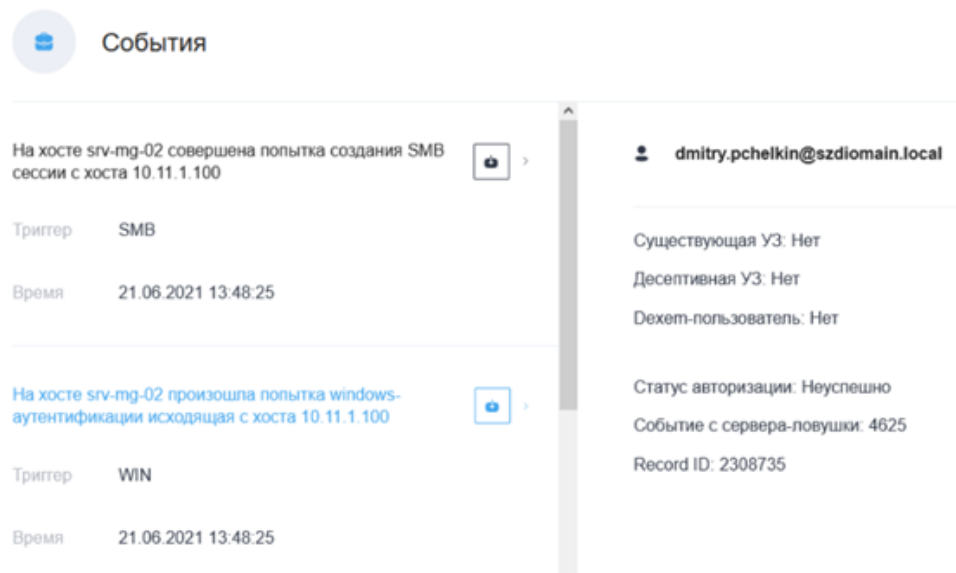 События
На хосте srv-mg-02 совершена попытка создания SMB
сессии с хоста 10.11.1.100
Триггер SMB
Время 21.06.2021 13:48:25
На хосте srv-mg-02 произошла попытка windows-
аутентификации исходящая с хоста 10.11.1.100
Триггер WIN
Время 21.06.2021 13:48:25
dmitry.pchelkin@szdiomain.local
Существующая УЗ: Нет
Десептивная УЗ: Нет
Dexem-пользователь: Нет
Статус авторизации: Неуспешно
Событие с сервера-ловушки: 4625
Record ID: 2308735